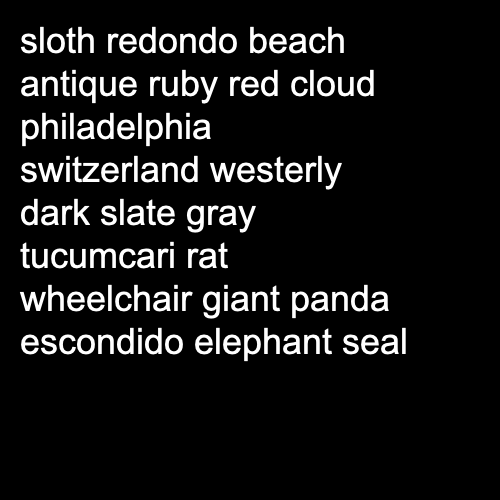 sloth redondo beach
antique ruby red cloud
philadelphia
switzerland westerly
dark slate gray
tucumcari rat
wheelchair giant panda
escondido elephant seal